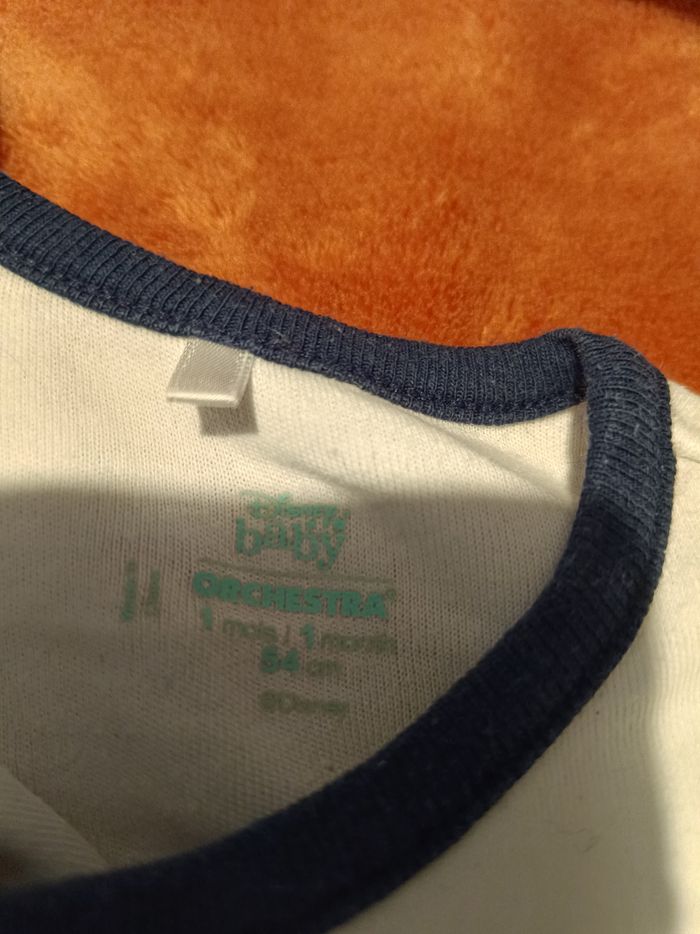 Disney
baby
ORCHESTRA®
1 mois / 1 month
54 cm
©Disney